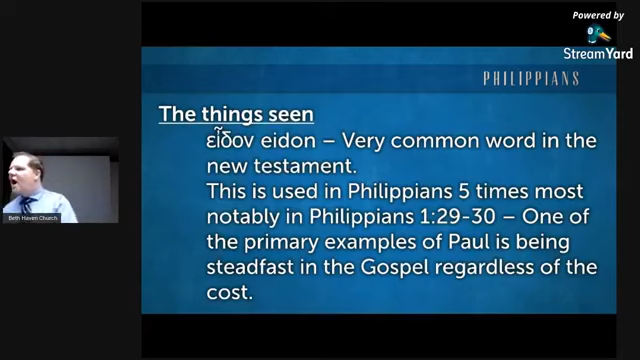 Powered by
StreamYard
PHILIPPIANS
The things seen
εἶδον eidon – Very common word in the
new testament.
This is used in Philippians 5 times most
notably in Philippians 1:29-30 – One of
the primary examples of Paul is being
steadfast in the Gospel regardless of the
cost.
Beth Haven Church